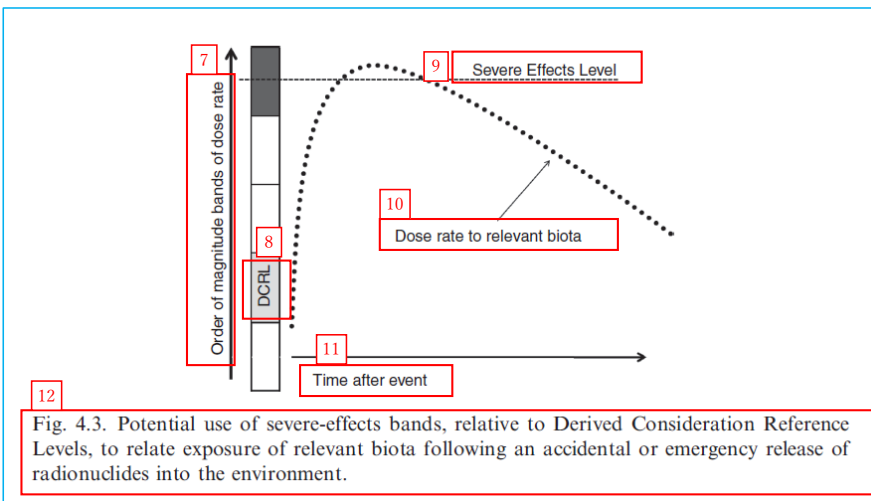 7
Order of magnitude bands of dose rate
8
DCRL
9
Severe Effects Level
10
Dose rate to relevant biota
11
Time after event
12
Fig. 4.3. Potential use of severe-effects bands, relative to Derived Consideration Reference
Levels, to relate exposure of relevant biota following an accidental or emergency release of
radionuclides into the environment.